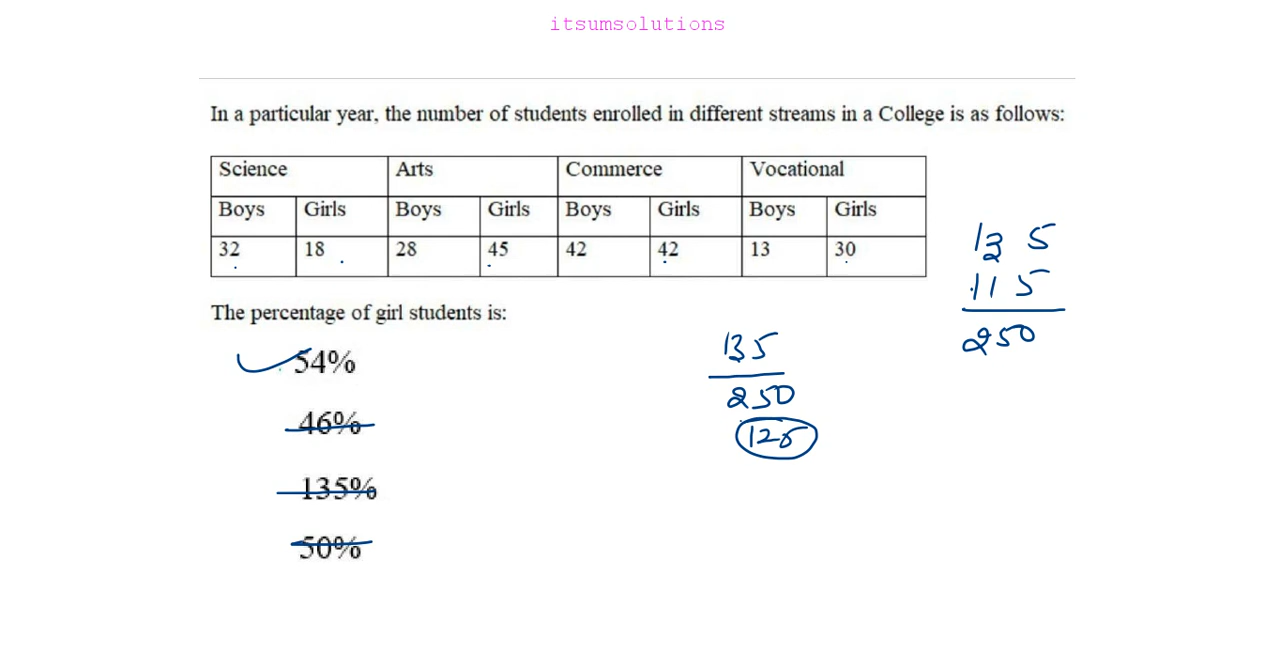 itsumsolutions
In a particular year, the number of students enrolled in different streams in a College is as follows:
Science Arts Commerce Vocational
Boys Girls Boys Girls Boys Girls Boys Girls
32 18 28 45 42 42 13 30
135
115
250
The percentage of girl students is:
135
250
125
54%
46%
135%
50%